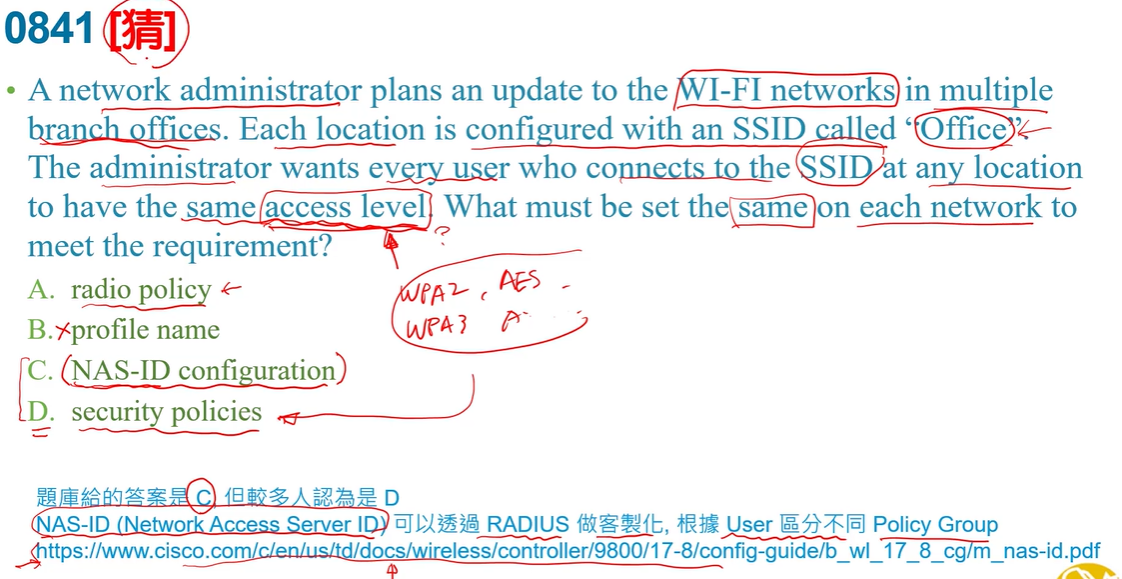 0841 [猜]
• A network administrator plans an update to the WI-FI networks in multiple
branch offices. Each location is configured with an SSID called “Office”.
The administrator wants every user who connects to the SSID at any location
to have the same access level. What must be set the same on each network to
meet the requirement?
?
A. radio policy
WPA2, AES
B. profile name
WPA3 A
C. NAS-ID configuration
D. security policies
題庫給的答案是 C, 但較多人認為是 D
NAS-ID (Network Access Server ID) 可以透過 RADIUS 做客製化, 根據 User 區分不同 Policy Group
https://www.cisco.com/c/en/us/td/docs/wireless/controller/9800/17-8/config-guide/b_wl_17_8_cg/m_nas-id.pdf